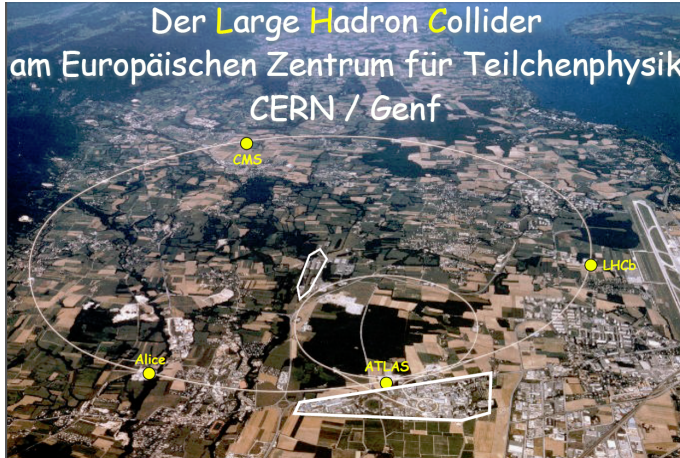 Der Large Hadron Collider
am Europäischen Zentrum für Teilchenphysik
CERN / Genf
CMS
LHCb
Alice
ATLAS